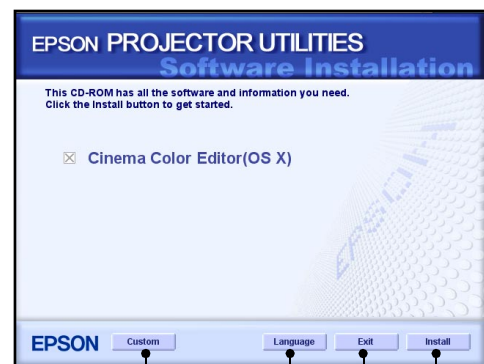 EPSON PROJECTOR UTILITIES
Software Installation
This CD-ROM has all the software and information you need.
Click the Install button to get started.
Cinema Color Editor(OS X)
EPSON
EPSON Custom Language Exit Install